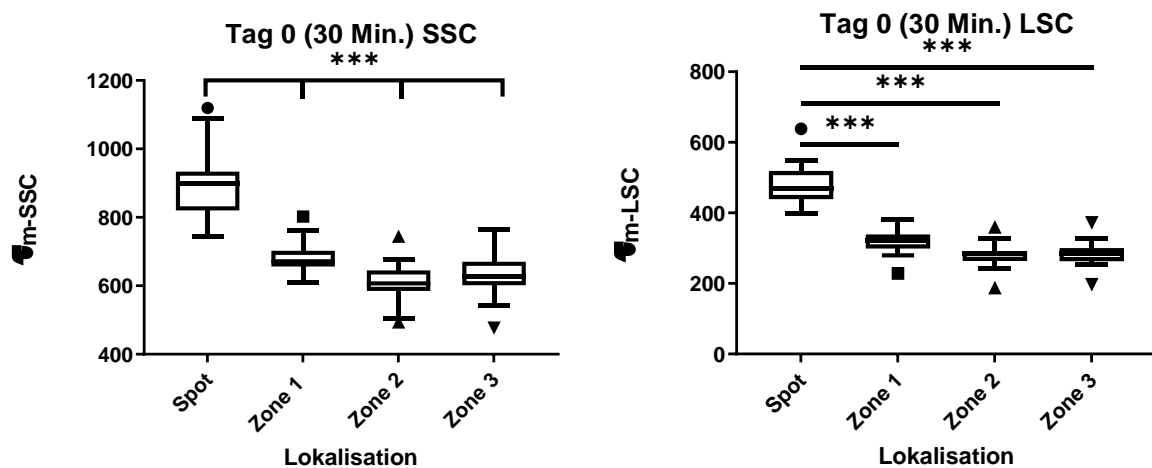 Tag 0 (30 Min.) SSC
***
1200
1000
800
600
400
m-SSC
Spot
Zone 1
Zone 2
Zone 3
Lokalisation
Tag 0 (30 Min.) LSC
***
***
***
800
600
400
200
0
m-LSC
Spot
Zone 1
Zone 2
Zone 3
Lokalisation